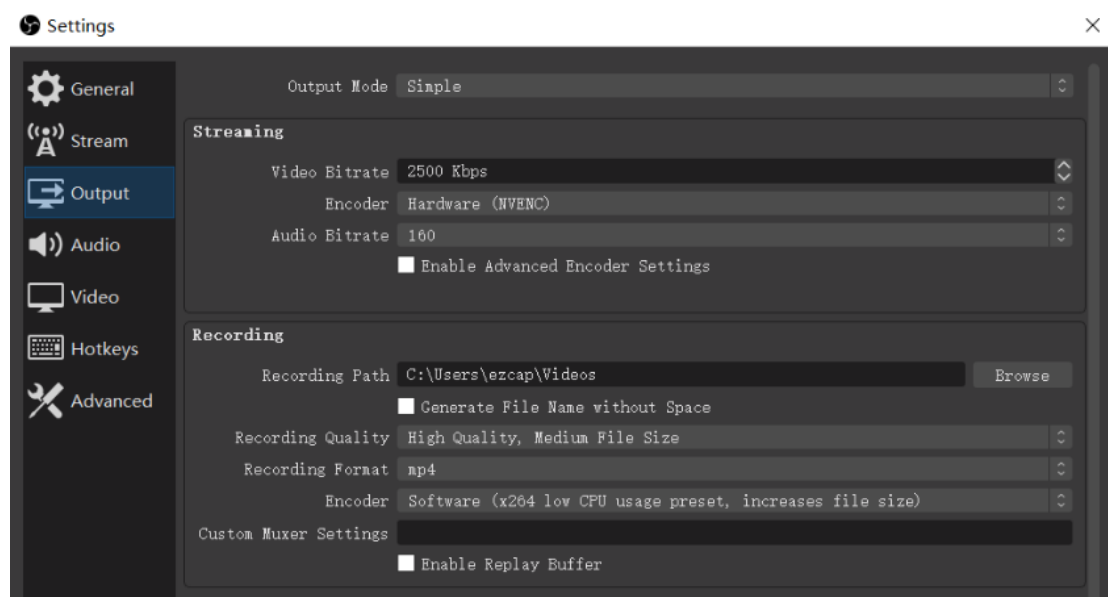 Settings
General
Stream
Output
Audio
Video
Hotkeys
Advanced
Output Mode Simple
Streaming
Video Bitrate 2500 Kbps
Encoder Hardware (NVENC)
Audio Bitrate 160
Enable Advanced Encoder Settings
Recording
Recording Path C:\Users\ezcap\Videos Browse
Generate File Name without Space
Recording Quality High Quality, Medium File Size
Recording Format mp4
Encoder Software (x264 low CPU usage preset, increases file size)
Custom Muxer Settings
Enable Replay Buffer